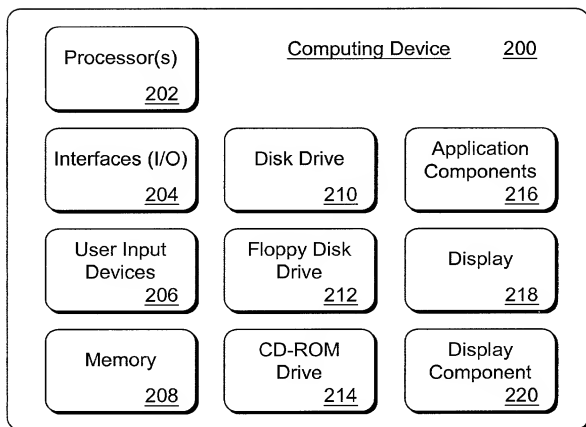 Processor(s)
202
Computing Device 200
Interfaces (I/O)
204
Disk Drive
210
Application
Components
216
User Input
Devices
206
Floppy Disk
Drive
212
Display
218
Memory
208
CD-ROM
Drive
214
Display
Component
220